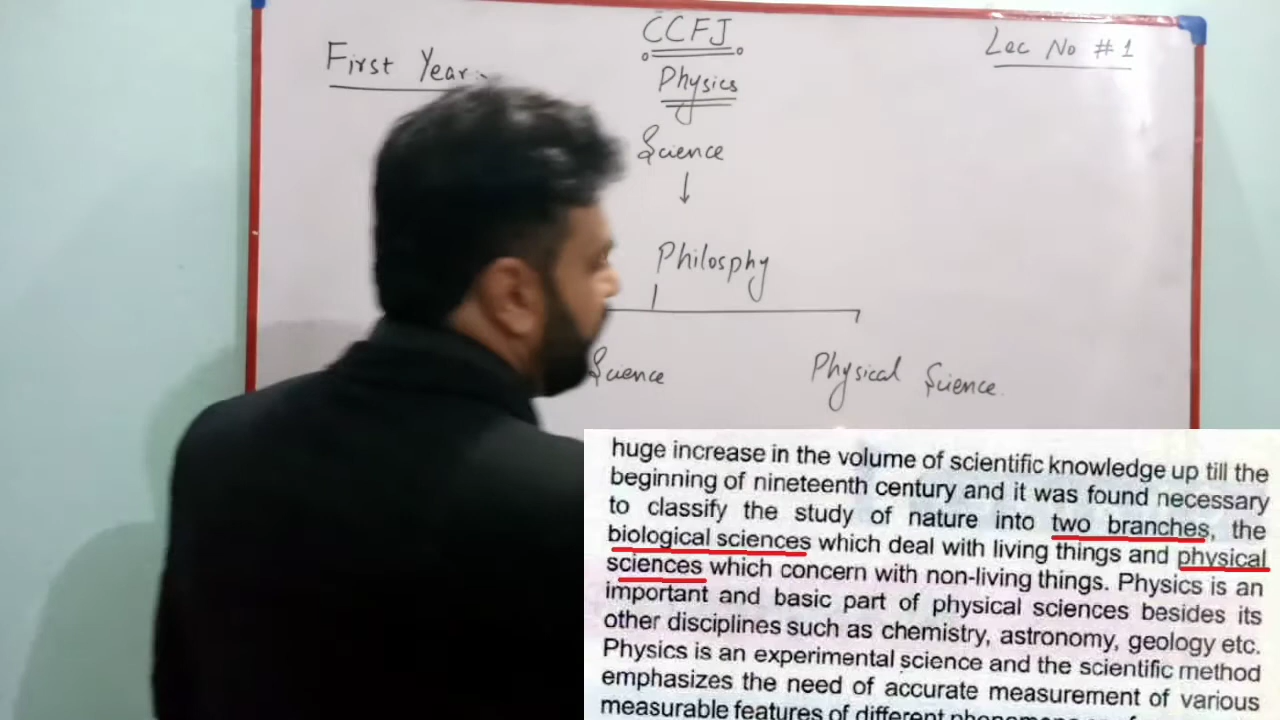 CCFJ
First Year
Lec No # 1
Physics
Science
Philosphy
Science
Physical Science
huge increase in the volume of scientific knowledge up till the
beginning of nineteenth century and it was found necessary
to classify the study of nature into two branches, the
biological sciences which deal with living things and physical
sciences which concern with non-living things. Physics is an
important and basic part of physical sciences besides its
other disciplines such as chemistry, astronomy, geology etc.
Physics is an experimental science and the scientific method
emphasizes the need of accurate measurement of various
measurable features of different